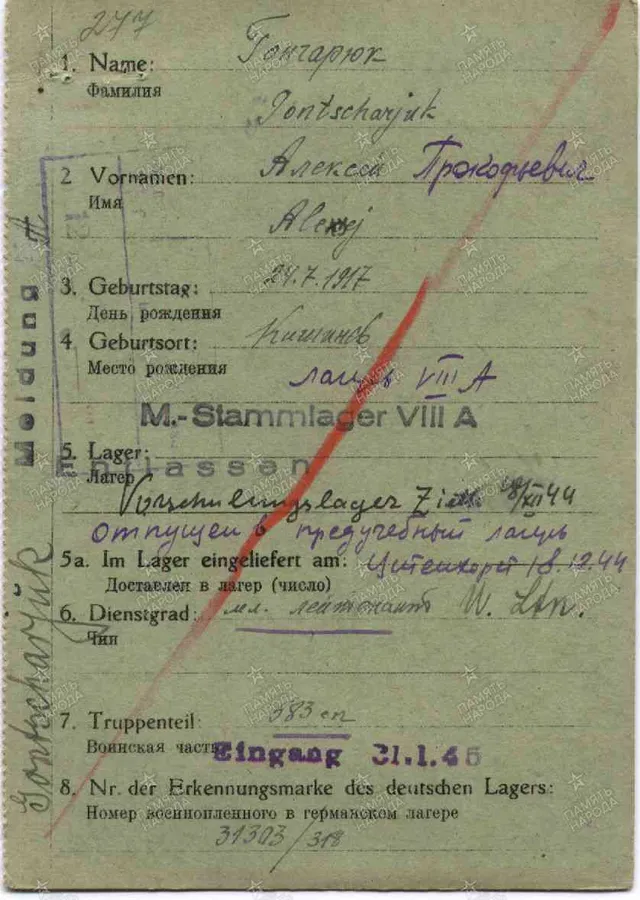 277
1. Name: Гончарюк
Фамилия
Gontscharjuk
2 Vornamen: Алексей Прокофьевич
Имя
Alexej
3. Geburtstag: 24.7.1917
День рождения
4. Geburtsort: Кишинев
Место рождения
лагерь VIII A
M.-Stammlager VIII A
5. Lager:
Лагерь
Entlassen
Vorschulungslager 18/XII 44
отпущен в предучебный лагерь
5a. Im Lager eingeliefert am: 18.12.44
Доставлен в лагерь (число)
6. Dienstgrad: мл. лейтенант U. Ltn.
Чин
7. Truppenteil: 383 сп
Воинская часть
Eingang 31.1.45
8. Nr. der Erkennungsmarke des deutschen Lagers:
Номер военнопленного в германском лагере
31303/318
Meldung
Gontscharjuk
ПАМЯТЬ НАРОДА